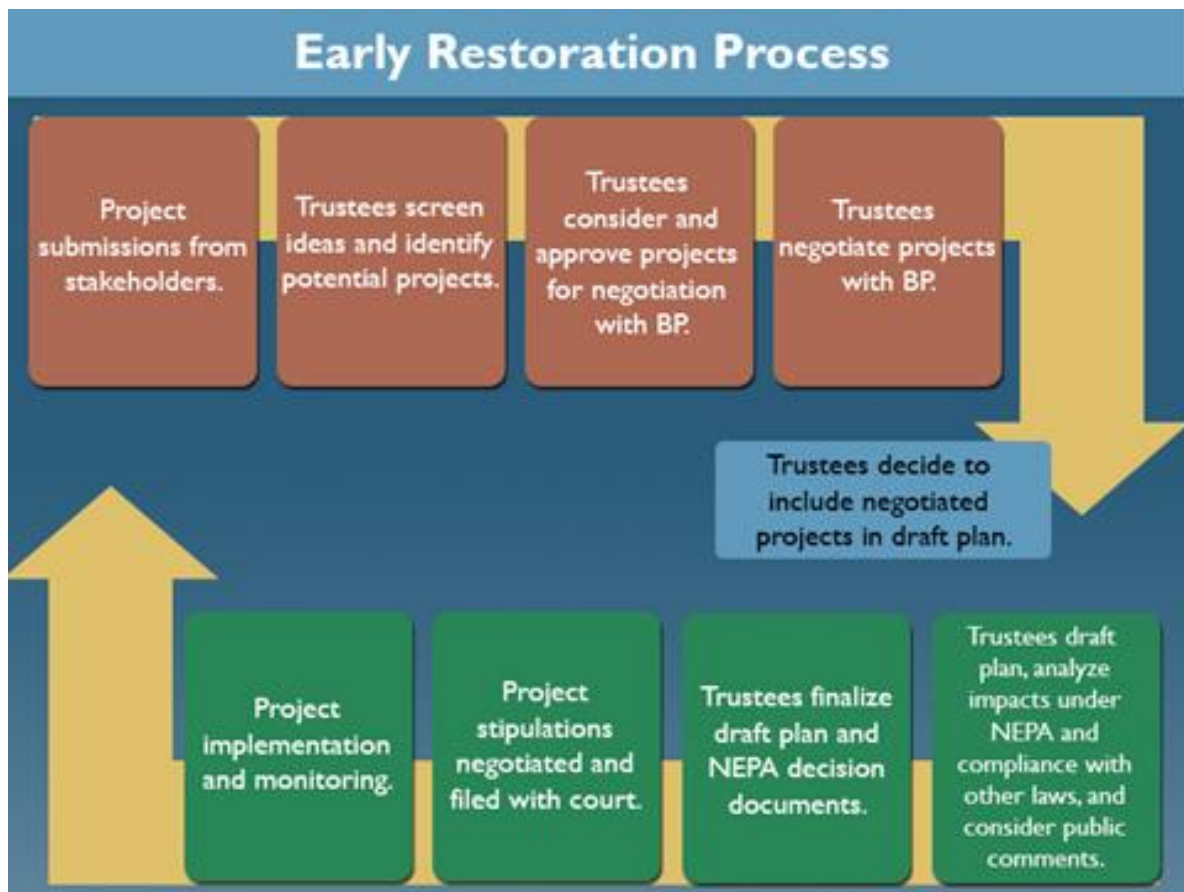 Early Restoration Process
Project
submissions from
stakeholders.
Trustees screen
ideas and identify
potential projects.
Trustees
consider and
approve projects
for negotiation
with BP.
Trustees
negotiate projects
with BP.
Trustees decide to
include negotiated
projects in draft plan.
Trustees draft
plan, analyze
impacts under
NEPA and
compliance with
other laws, and
consider public
comments.
Trustees finalize
draft plan and
NEPA decision
documents.
Project
stipulations
negotiated and
filed with court.
Project
implementation
and monitoring.